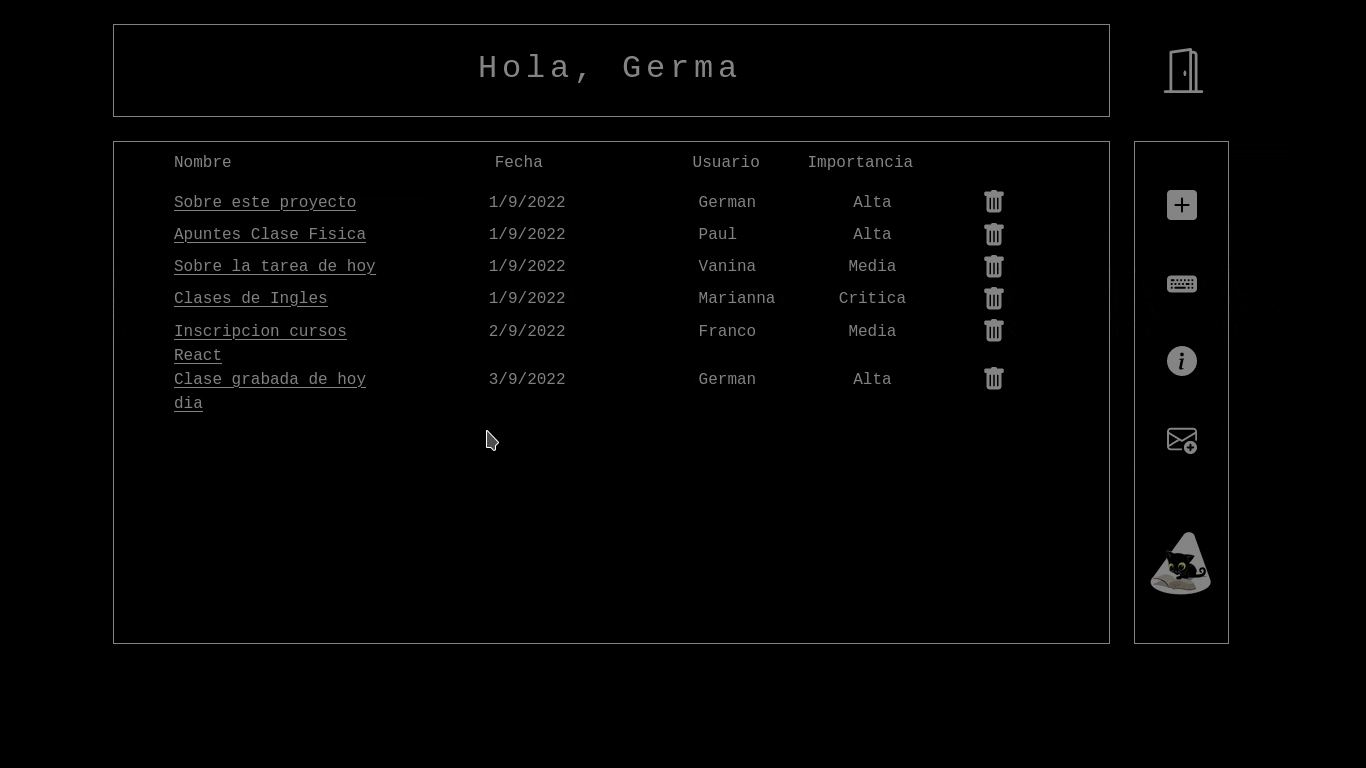 Hola, Germa
Nombre Fecha Usuario Importancia
Sobre este proyecto 1/9/2022 German Alta
Apuntes Clase Fisica 1/9/2022 Paul Alta
Sobre la tarea de hoy 1/9/2022 Vanina Media
Clases de Ingles 1/9/2022 Marianna Critica
Inscripcion cursos 2/9/2022 Franco Media
React
Clase grabada de hoy 3/9/2022 German Alta
dia